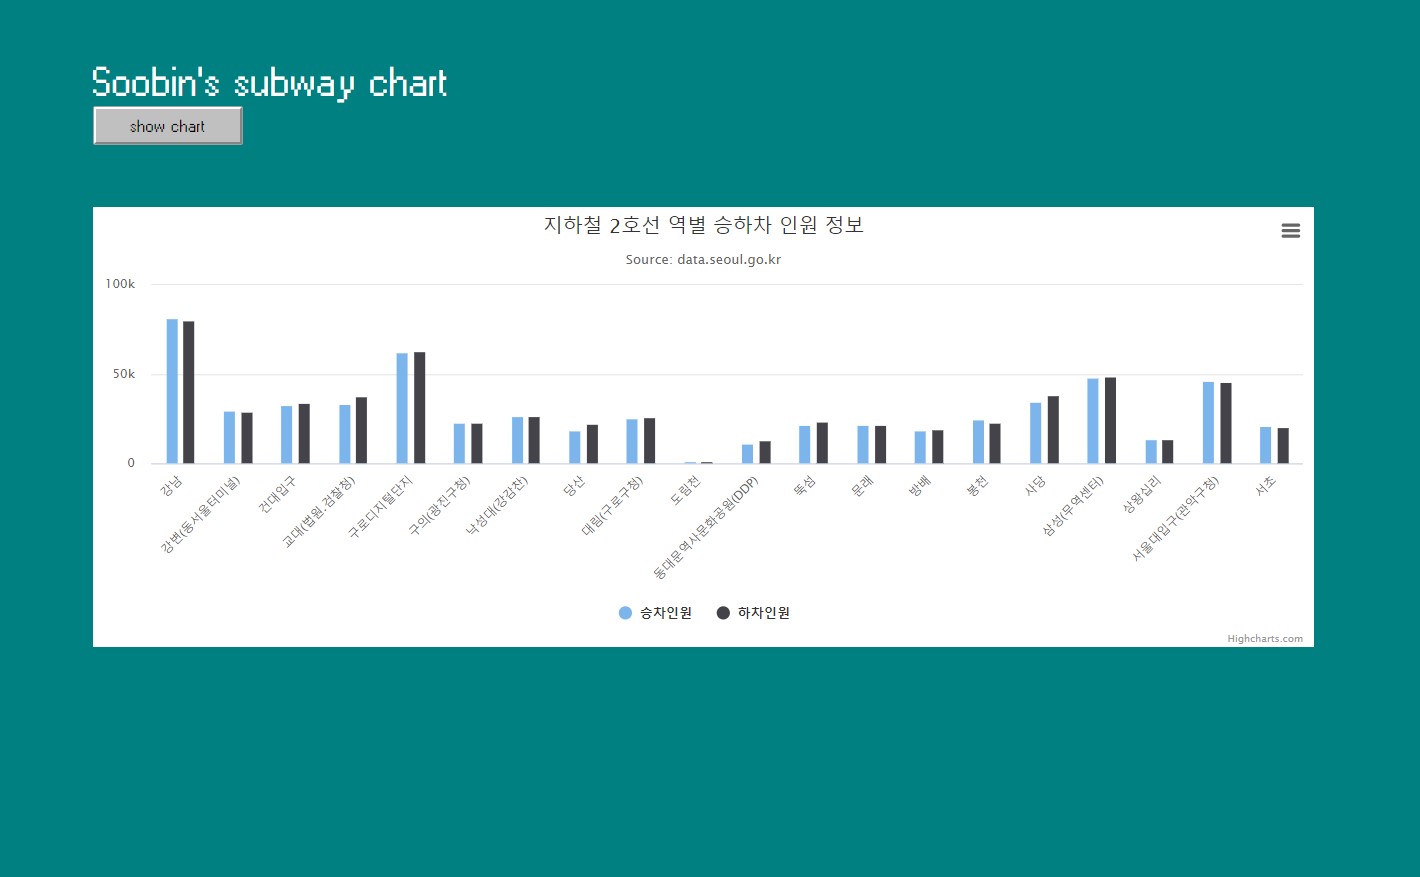 Soobin's subway chart
show chart
지하철 2호선 역별 승하차 인원 정보
Source: data.seoul.go.kr
100k
50k
0
강남
강변(동서울터미널)
건대입구
교대(법원.검찰청)
구로디지털단지
구의(광진구청)
낙성대(강감찬)
당산
대림(구로구청)
도림천
동대문역사문화공원(DDP)
뚝섬
문래
방배
봉천
사당
삼성(무역센터)
상왕십리
서울대입구(관악구청)
서초
승차인원
하차인원
Highcharts.com